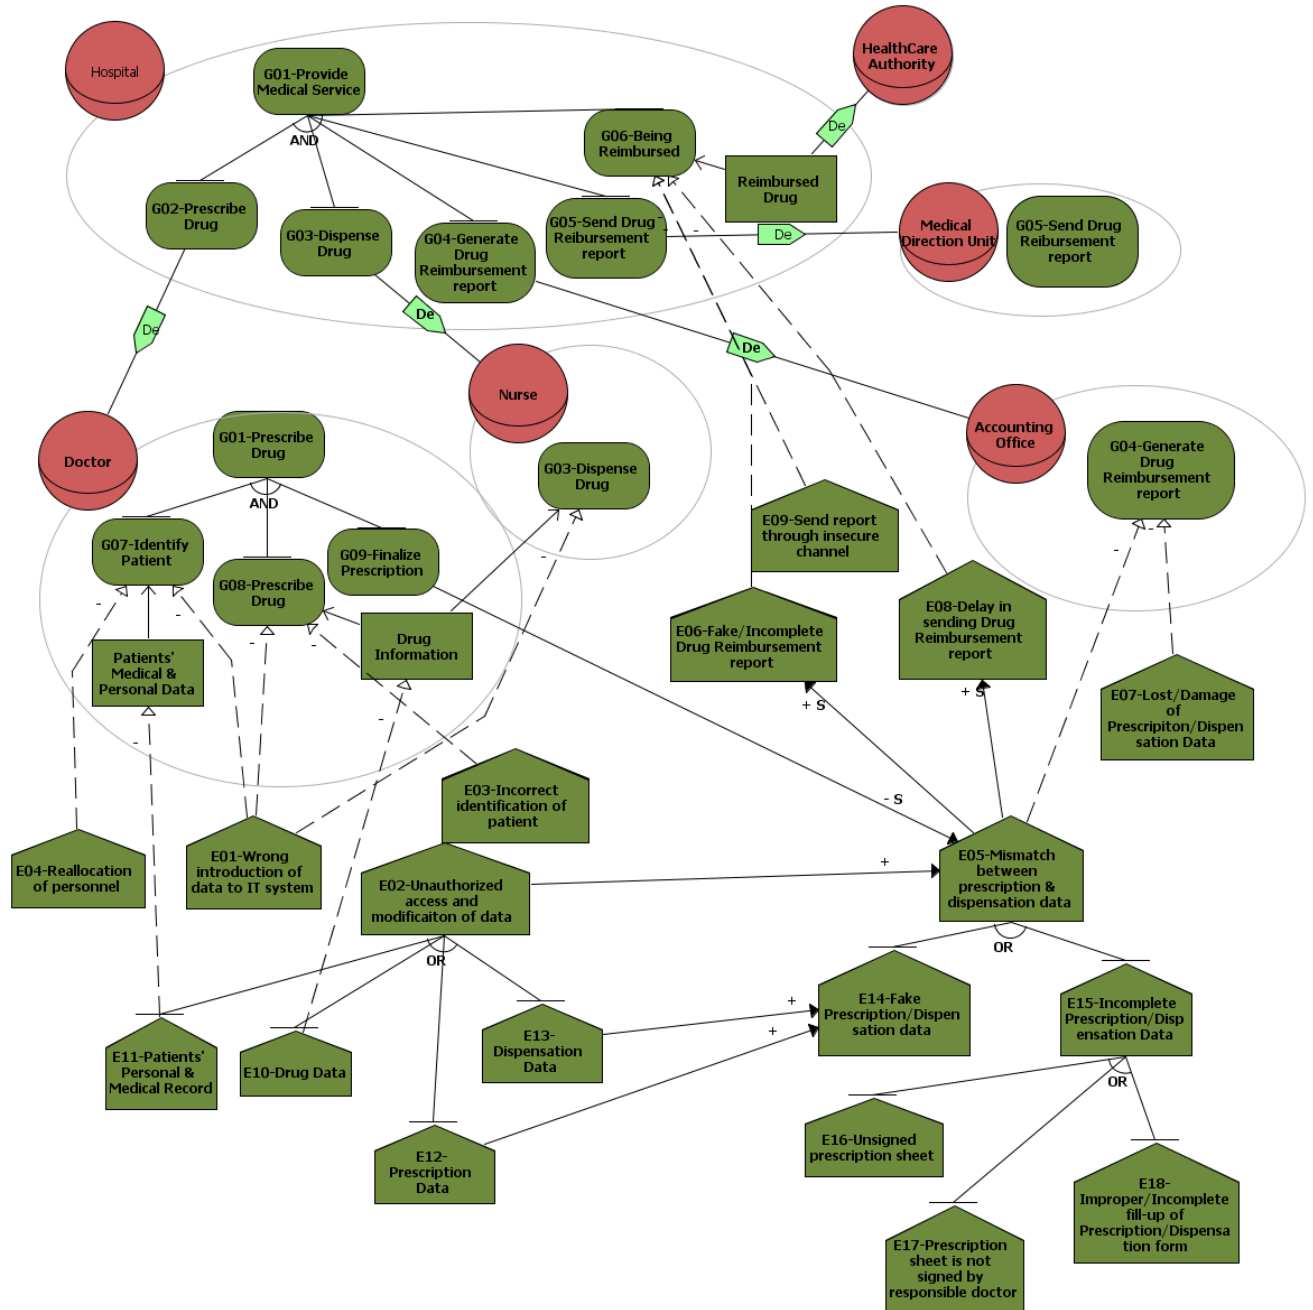 Hospital
G01-Provide
Medical Service
HealthCare
Authority
De
AND
G06-Being
Reimbursed
Reimbursed
Drug
G02-Prescribe
Drug
G03-Dispense
Drug
G04-Generate
Drug
Reimbursement
report
G05-Send Drug
Reibursement
report
-
-
-
De
Medical
Direction Unit
G05-Send Drug
Reibursement
report
De
De
De
Nurse
Doctor
G01-Prescribe
Drug
AND
G03-Dispense
Drug
Accounting
Office
G04-Generate
Drug
Reimbursement
report
G07-Identify
Patient
G08-Prescribe
Drug
G09-Finalize
Prescription
-
-
-
-
-
-
-
Patients'
Medical &
Personal Data
Drug
Information
E09-Send report
through insecure
channel
E06-Fake/Incomplete
Drug Reimbursement
report
E08-Delay in
sending Drug
Reimbursement
report
E07-Lost/Damage
of
Prescripiton/Dispen
sation Data
+ S
+ S
-
-
- S
E03-Incorrect
identification of
patient
E04-Reallocation
of personnel
E01-Wrong
introduction of
data to IT system
E02-Unauthorized
access and
modificaiton of data
+
E05-Mismatch
between
prescription &
dispensation data
OR
OR
E11-Patients'
Personal &
Medical Record
E10-Drug Data
E13-
Dispensation
Data
+
+
E14-Fake
Prescription/Dispen
sation data
E15-Incomplete
Prescription/Disp
ensation Data
OR
E12-
Prescription
Data
E16-Unsigned
prescription sheet
E18-
Improper/Incomplete
fill-up of
Prescription/Dispensa
tion form
E17-Prescription
sheet is not
signed by
responsible doctor